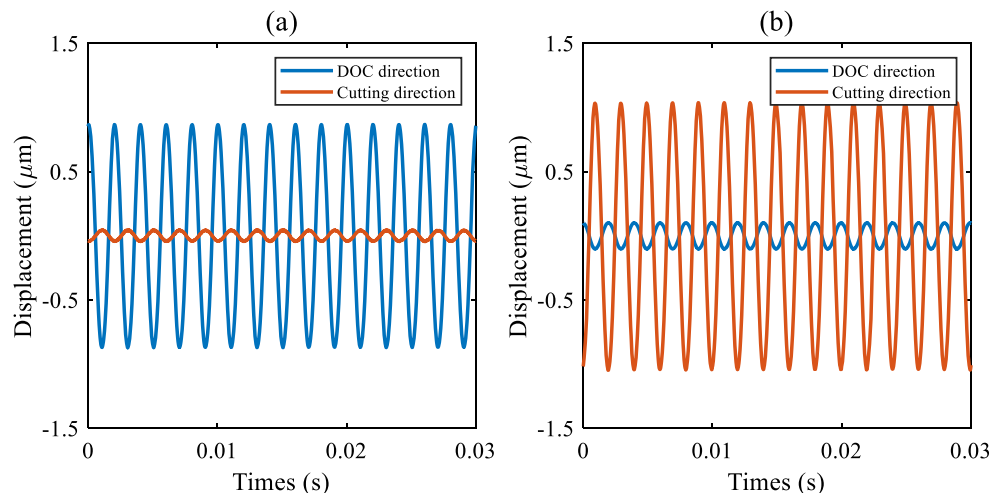 (a)
1.5
0.5
-0.5
-1.5
Displacement (μm)
DOC direction
Cutting direction
0
0.01
0.02
0.03
Times (s)
(b)
1.5
0.5
-0.5
-1.5
Displacement (μm)
DOC direction
Cutting direction
0
0.01
0.02
0.03
Times (s)